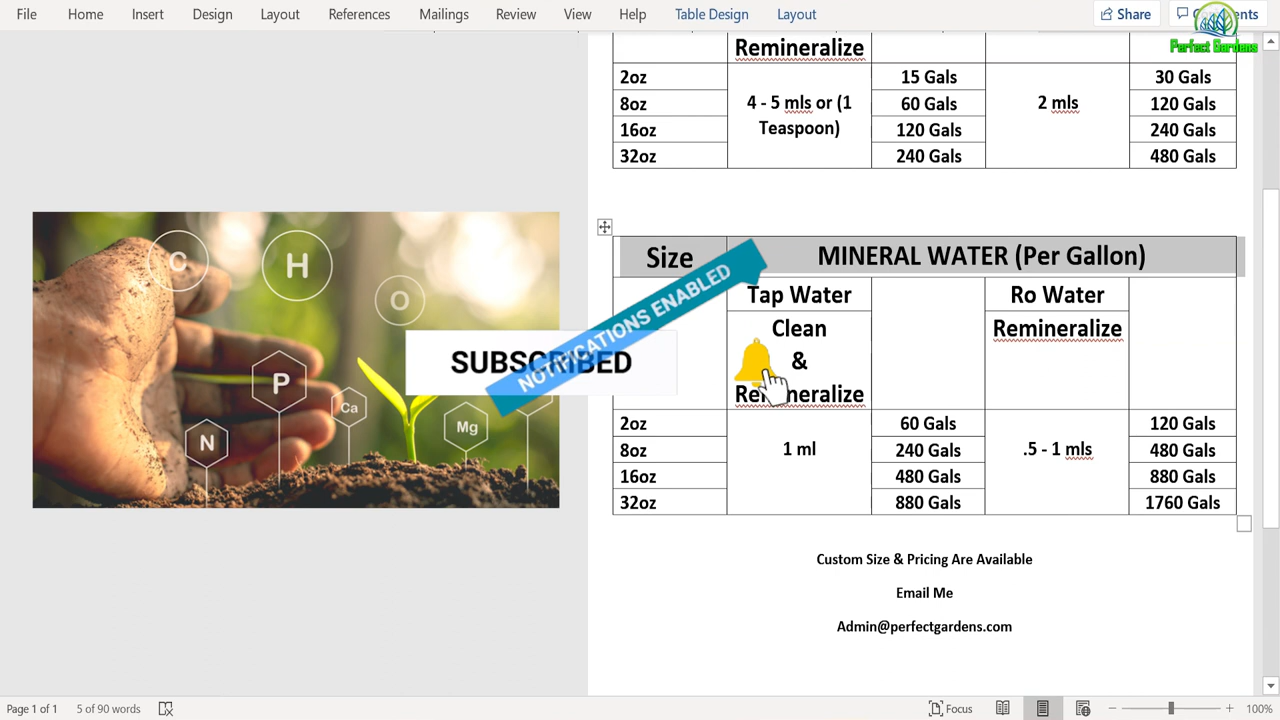 File Home Insert Design Layout References Mailings Review View Help Table Design Layout Share
Perfect Gardens
Remineralize
2oz 15 Gals 30 Gals
4 - 5 mls or (1 2 mls
8oz 60 Gals 120 Gals
Teaspoon)
16oz 120 Gals 240 Gals
32oz 240 Gals 480 Gals
Size MINERAL WATER (Per Gallon)
Tap Water Ro Water
Clean Remineralize
&
Remineralize
2oz 60 Gals 120 Gals
1 ml .5 - 1 mls
8oz 240 Gals 480 Gals
16oz 480 Gals 880 Gals
32oz 880 Gals 1760 Gals
C H O
P Ca
N Mg
SUBSCRIBED
NOTIFICATIONS ENABLED
Custom Size & Pricing Are Available
Email Me
Admin@perfectgardens.com
Page 1 of 1 5 of 90 words Focus 100%